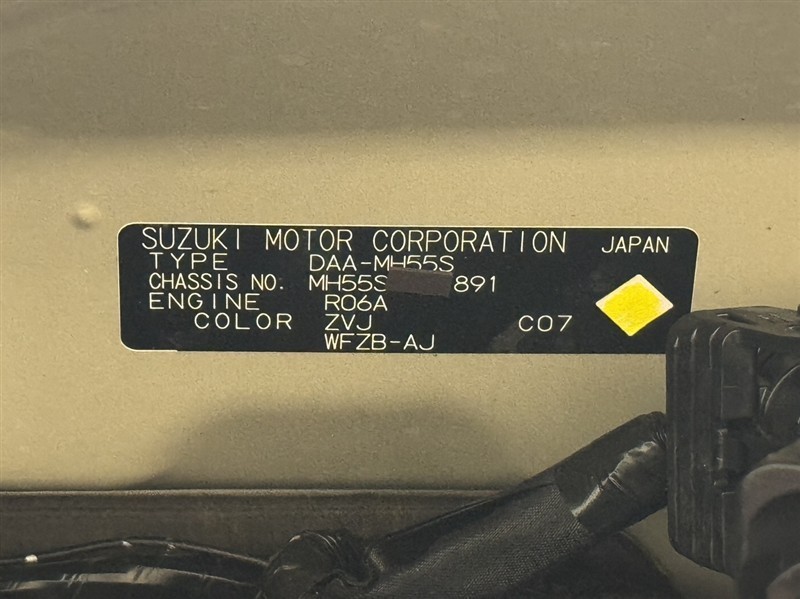 SUZUKI MOTOR CORPORATION JAPAN
TYPE DAA-MH55S
CHASSIS NO. MH55S 891
ENGINE R06A
COLOR ZVJ C07
WFZB-AJ